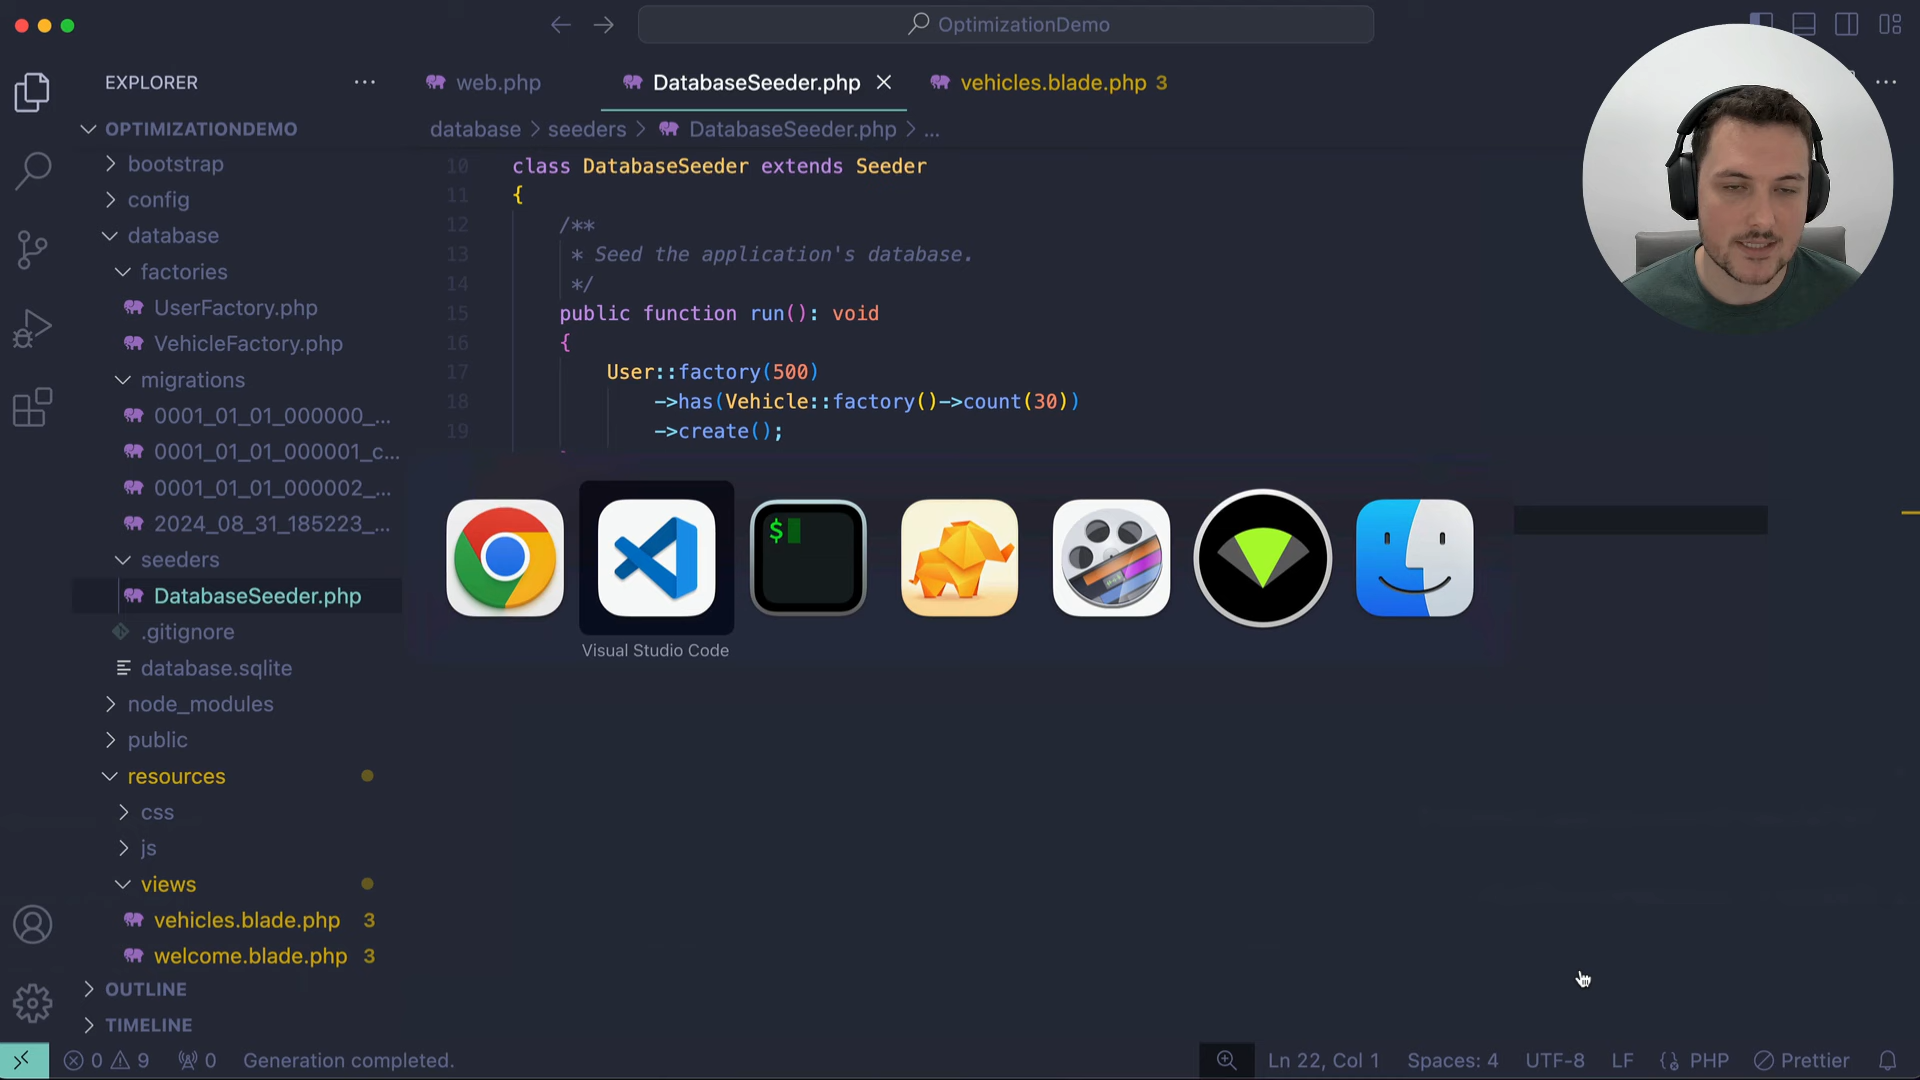 OptimizationDemo
EXPLORER
web.php
DatabaseSeeder.php
vehicles.blade.php 3
OPTIMIZATIONDEMO
database > seeders > DatabaseSeeder.php > ...
bootstrap
config
database
factories
UserFactory.php
VehicleFactory.php
migrations
0001_01_01_000000_...
0001_01_01_000001_c...
0001_01_01_000002_...
2024_08_31_185223_...
seeders
DatabaseSeeder.php
.gitignore
database.sqlite
node_modules
public
resources
css
js
views
vehicles.blade.php 3
welcome.blade.php 3
OUTLINE
TIMELINE
10 class DatabaseSeeder extends Seeder
11 {
12 /**
13 * Seed the application's database.
14 */
15 public function run(): void
16 {
17 User::factory(500)
18 ->has(Vehicle::factory()->count(30))
19 ->create();
$
Visual Studio Code
0 9 0 Generation completed.
Ln 22, Col 1 Spaces: 4 UTF-8 LF PHP Prettier